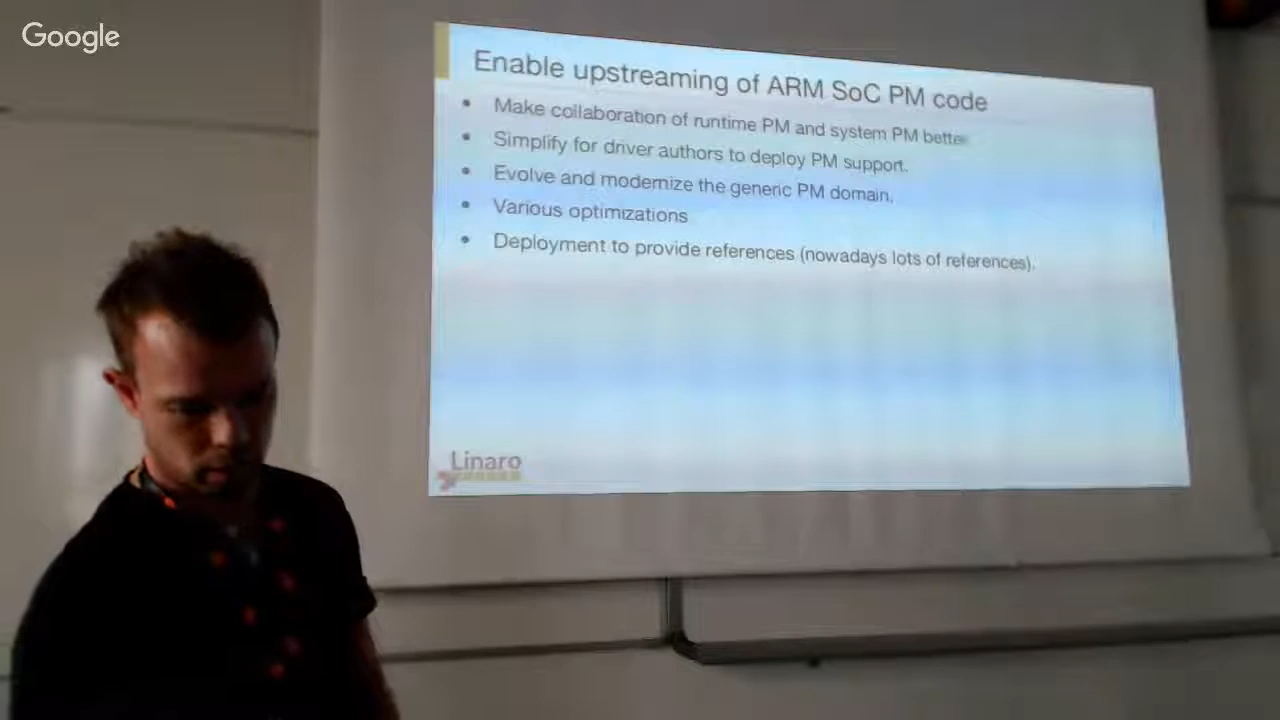 Google
Enable upstreaming of ARM SoC PM code
• Make collaboration of runtime PM and system PM better.
• Simplify for driver authors to deploy PM support.
• Evolve and modernize the generic PM domain.
• Various optimizations
• Deployment to provide references (nowadays lots of references).
Linaro